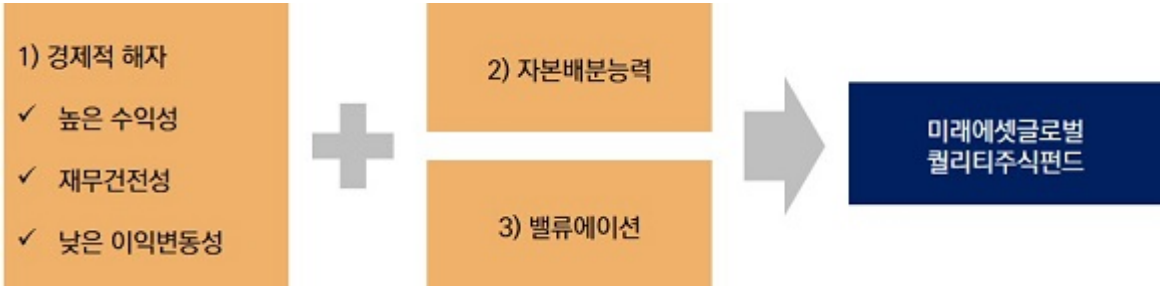 1) 경제적 해자
✓ 높은 수익성
✓ 재무건전성
✓ 낮은 이익변동성
2) 자본배분능력
3) 밸류에이션
미래에셋글로벌
퀄리티주식펀드